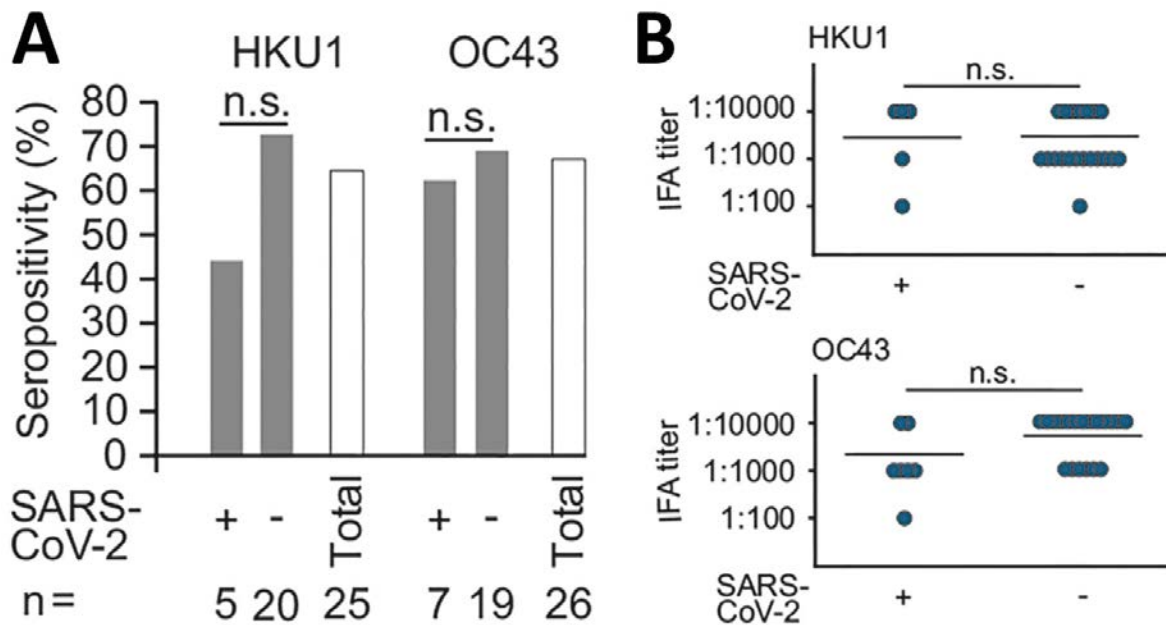 A
HKU1 OC43
n.s. n.s.
Seropositivity (%)
80
70
60
50
40
30
20
10
0
SARS-CoV-2 + - Total + - Total
n= 5 20 25 7 19 26
B
HKU1
n.s.
IFA titer
1:10000
1:1000
1:100
SARS-
CoV-2 + -
OC43
n.s.
IFA titer
1:10000
1:1000
1:100
SARS-
CoV-2 + -